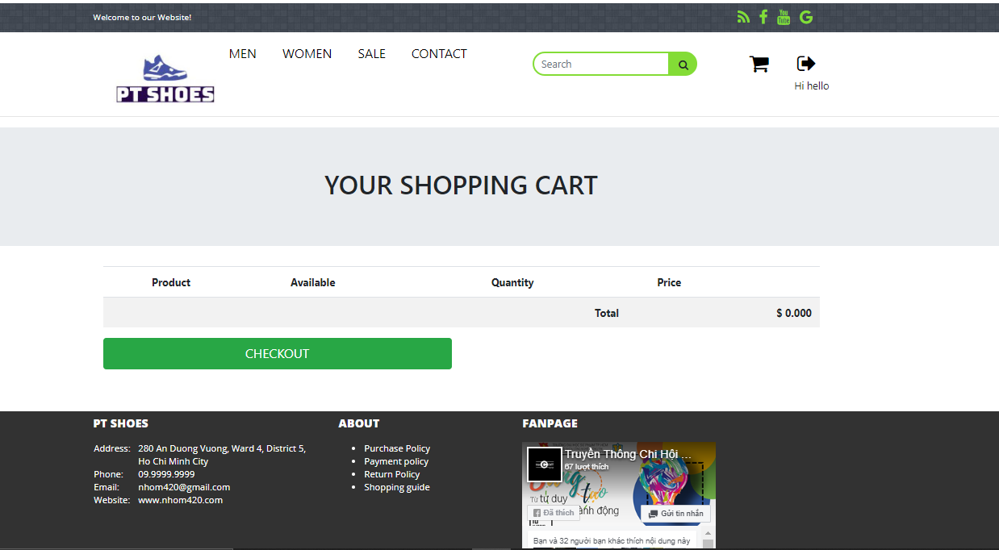 Welcome to our Website!
You
Tube
MEN WOMEN SALE CONTACT
Search
PT SHOES
Hi hello
YOUR SHOPPING CART
Product Available Quantity Price
Total $ 0.000
CHECKOUT
PT SHOES
Address: 280 An Duong Vuong, Ward 4, District 5,
Ho Chi Minh City
Phone: 09.9999.9999
Email: nhom420@gmail.com
Website: www.nhom420.com
ABOUT
Purchase Policy
Payment policy
Return Policy
Shopping guide
FANPAGE
Truyền Thông Chi Hội ...
67 lượt thích
Sáng
tạo
Từ tư duy
ành động
Đã thích
Gửi tin nhắn
Bạn và 32 người bạn khác thích nội dung này